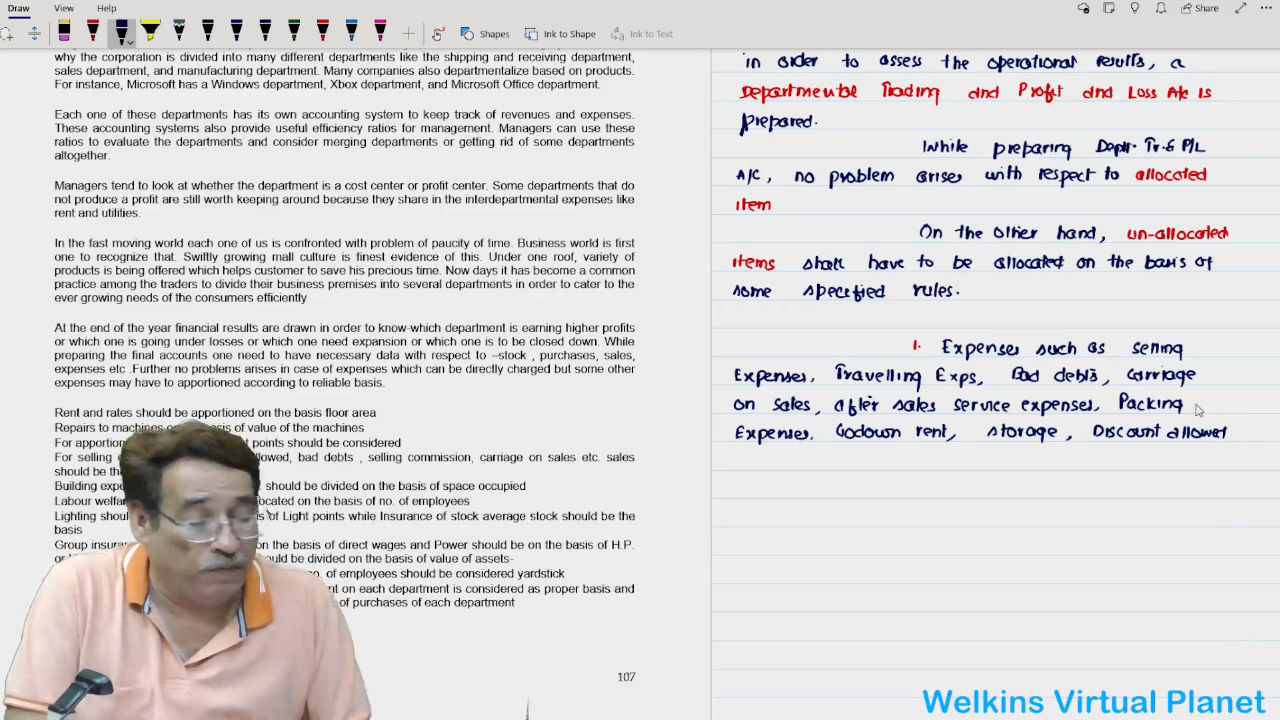 Draw View Help
Share
Shapes Ink to Shape Ink to Text
why the corporation is divided into many different departments like the shipping and receiving department,
sales department, and manufacturing department. Many companies also departmentalize based on products.
For instance, Microsoft has a Windows department, Xbox department, and Microsoft Office department.
Each one of these departments has its own accounting system to keep track of revenues and expenses.
These accounting systems also provide useful efficiency ratios for management. Managers can use these
ratios to evaluate the departments and consider merging departments or getting rid of some departments
altogether.
Managers tend to look at whether the department is a cost center or profit center. Some departments that do
not produce a profit are still worth keeping around because they share in the interdepartmental expenses like
rent and utilities.
In the fast moving world each one of us is confronted with problem of paucity of time. Business world is first
one to recognize that. Swiftly growing mall culture is finest evidence of this. Under one roof, variety of
products is being offered which helps customer to save his precious time. Now days it has become a common
practice among the traders to divide their business premises into several departments in order to cater to the
ever growing needs of the consumers efficiently
At the end of the year financial results are drawn in order to know-which department is earning higher profits
or which one is going under losses or which one need expansion or which one is to be closed down. While
preparing the final accounts one need to have necessary data with respect to –stock , purchases, sales,
expenses etc .Further no problems arises in case of expenses which can be directly charged but some other
expenses may have to apportioned according to reliable basis.
Rent and rates should be apportioned on the basis floor area
Repairs to machines on basis of value of the machines
For apportion points should be considered
For selling allowed, bad debts , selling commission, carriage on sales etc. sales
should be the
Building expe should be divided on the basis of space occupied
Labour welfar located on the basis of no. of employees
Lighting shou is of Light points while Insurance of stock average stock should be the
basis
Group insura on the basis of direct wages and Power should be on the basis of H.P.
ould be divided on the basis of value of assets-
no. of employees should be considered yardstick
nt on each department is considered as proper basis and
of purchases of each department
107
in order to assess the operational results, a
Departmental Trading and Profit and Loss A/c is
prepared.
While preparing Deptt. Tr. & P/L
A/C, no problem arises with respect to allocated
item
On the other hand, un-allocated
items shall have to be allocated on the basis of
some specified rules.
1. Expenses such as selling
Expenses, Travelling Exps, Bad debts, Carriage
on sales, after sales service expenses, Packing
Expenses, Godown rent, storage, Discount allowed
Welkins Virtual Planet